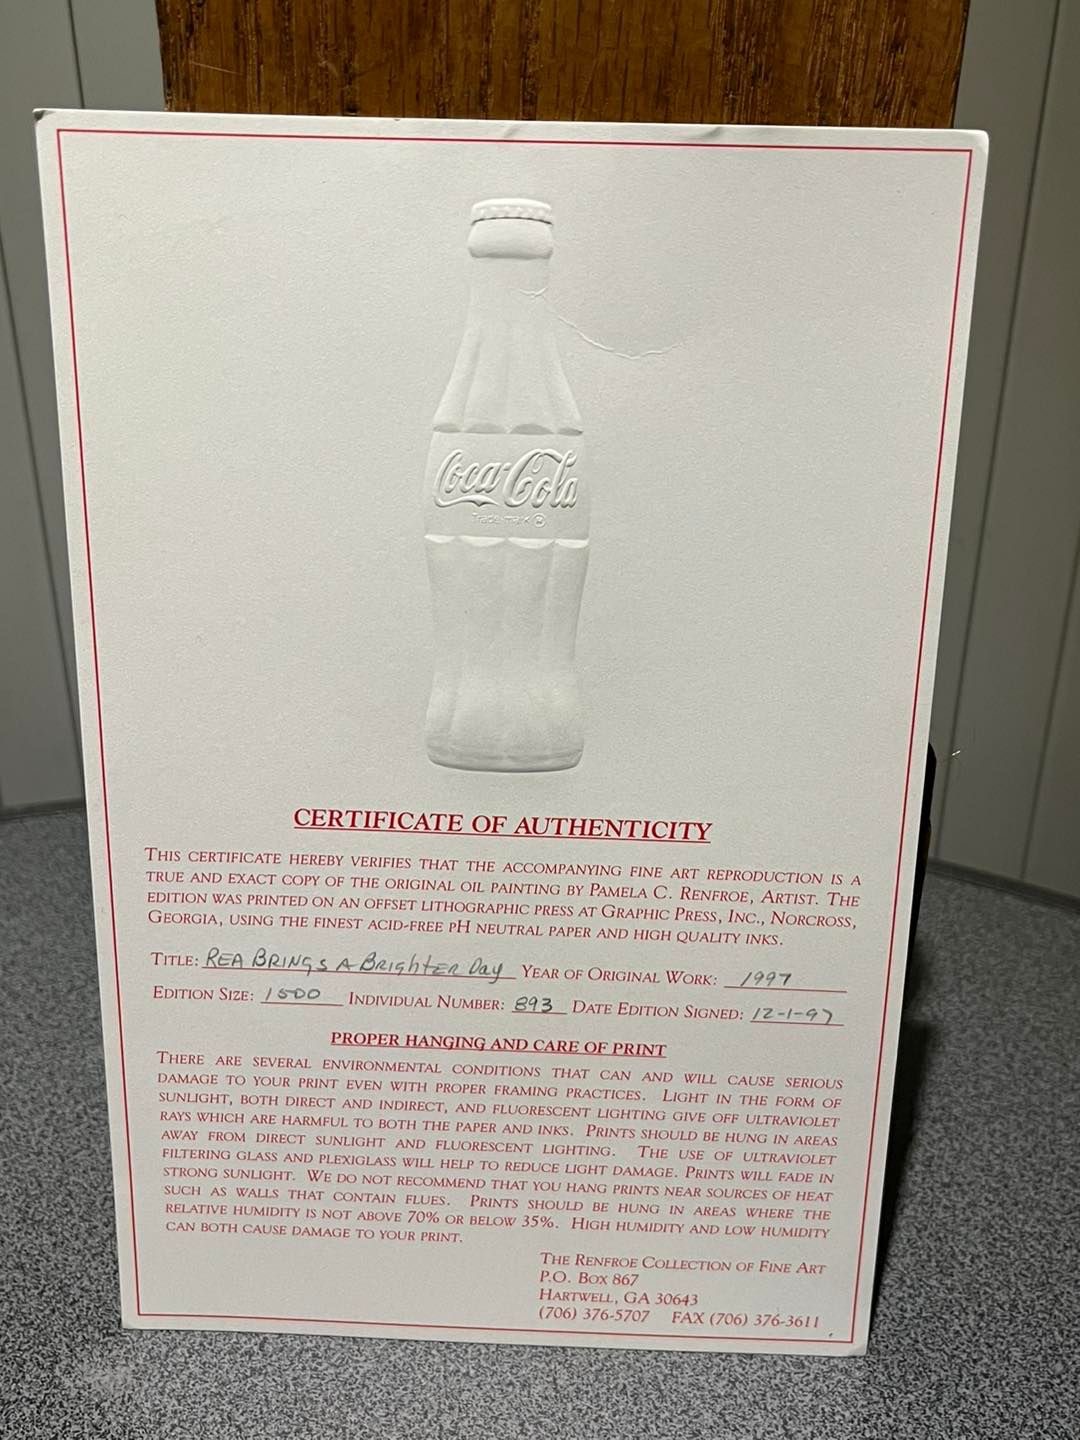 Coca-Cola
Trademark ®
CERTIFICATE OF AUTHENTICITY
THIS CERTIFICATE HEREBY VERIFIES THAT THE ACCOMPANYING FINE ART REPRODUCTION IS A
TRUE AND EXACT COPY OF THE ORIGINAL OIL PAINTING BY PAMELA C. RENFROE, ARTIST. THE
EDITION WAS PRINTED ON AN OFFSET LITHOGRAPHIC PRESS AT GRAPHIC PRESS, INC., NORCROSS,
GEORGIA, USING THE FINEST ACID-FREE PH NEUTRAL PAPER AND HIGH QUALITY INKS.
TITLE: REA BRINGS A BRIGHTER Day YEAR OF ORIGINAL WORK: 1997
EDITION SIZE: 1500 INDIVIDUAL NUMBER: 893 DATE EDITION SIGNED: 12-1-97
PROPER HANGING AND CARE OF PRINT
THERE ARE SEVERAL ENVIRONMENTAL CONDITIONS THAT CAN AND WILL CAUSE SERIOUS
DAMAGE TO YOUR PRINT EVEN WITH PROPER FRAMING PRACTICES. LIGHT IN THE FORM OF
SUNLIGHT, BOTH DIRECT AND INDIRECT, AND FLUORESCENT LIGHTING GIVE OFF ULTRAVIOLET
RAYS WHICH ARE HARMFUL TO BOTH THE PAPER AND INKS. PRINTS SHOULD BE HUNG IN AREAS
AWAY FROM DIRECT SUNLIGHT AND FLUORESCENT LIGHTING. THE USE OF ULTRAVIOLET
FILTERING GLASS AND PLEXIGLASS WILL HELP TO REDUCE LIGHT DAMAGE. PRINTS WILL FADE IN
STRONG SUNLIGHT. WE DO NOT RECOMMEND THAT YOU HANG PRINTS NEAR SOURCES OF HEAT
SUCH AS WALLS THAT CONTAIN FLUES. PRINTS SHOULD BE HUNG IN AREAS WHERE THE
RELATIVE HUMIDITY IS NOT ABOVE 70% OR BELOW 35%. HIGH HUMIDITY AND LOW HUMIDITY
CAN BOTH CAUSE DAMAGE TO YOUR PRINT.
THE RENFROE COLLECTION OF FINE ART
P.O. BOX 867
HARTWELL, GA 30643
(706) 376-5707 FAX (706) 376-3611